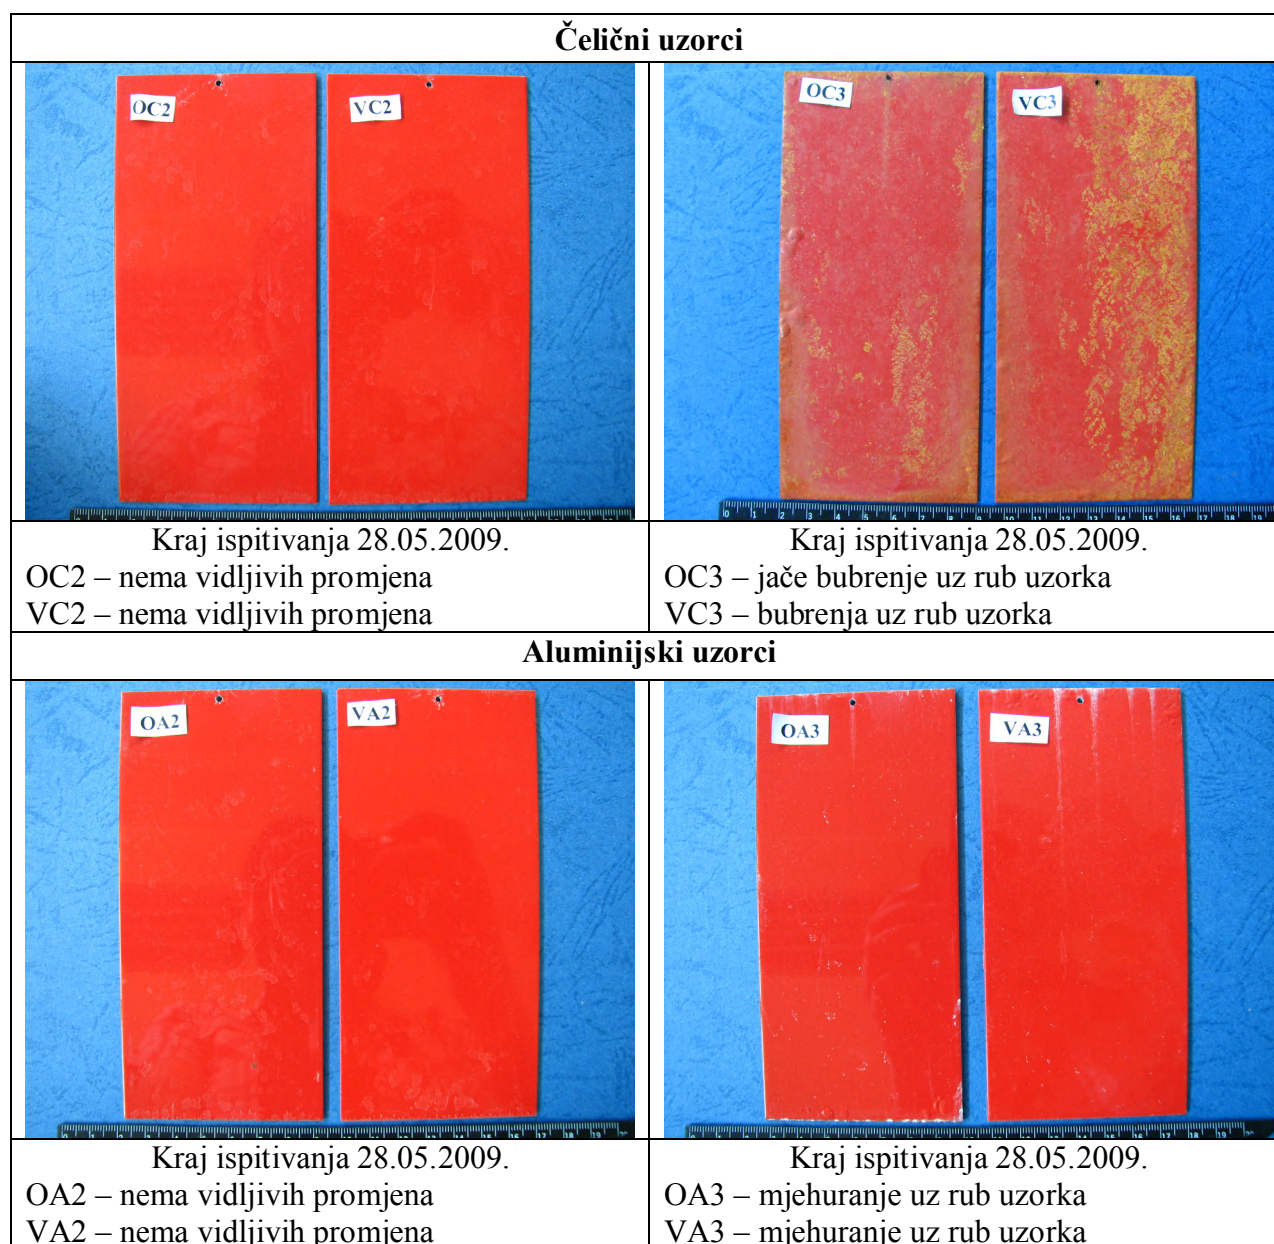 Čelični uzorci
OC2
VC2
OC3
VC3
Kraj ispitivanja 28.05.2009.
OC2 – nema vidljivih promjena
VC2 – nema vidljivih promjena
Kraj ispitivanja 28.05.2009.
OC3 – jače bubrenje uz rub uzorka
VC3 – bubrenja uz rub uzorka
Aluminijski uzorci
OA2
VA2
OA3
VA3
Kraj ispitivanja 28.05.2009.
OA2 – nema vidljivih promjena
VA2 – nema vidljivih promjena
Kraj ispitivanja 28.05.2009.
OA3 – mjehuranje uz rub uzorka
VA3 – mjehuranje uz rub uzorka